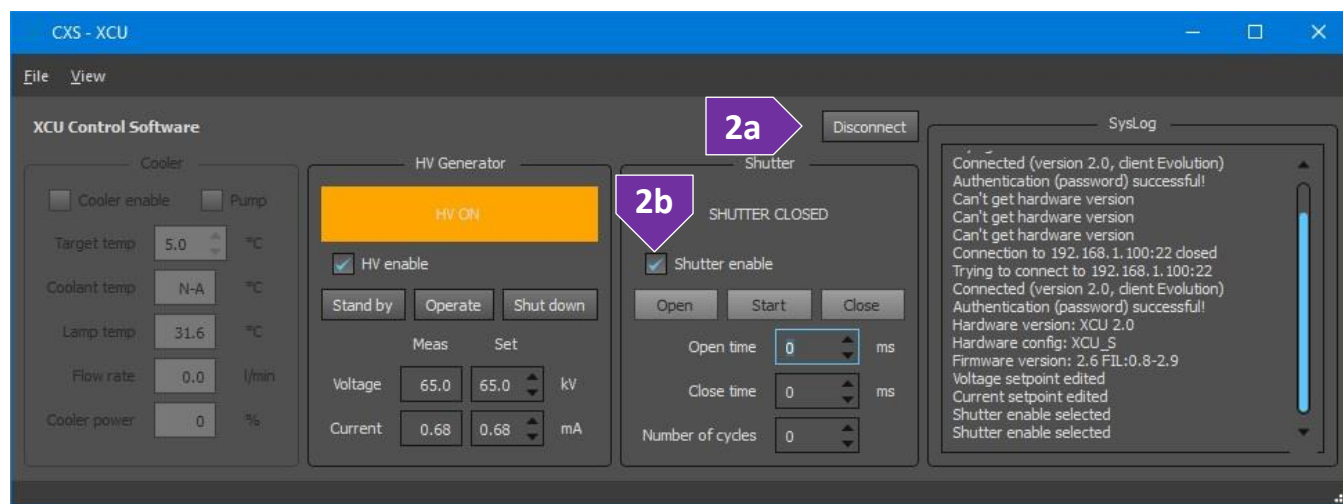 CXS - XCU
File View
XCU Control Software
2a
Disconnect
Cooler
Cooler enable Pump
Target temp 5.0 °C
Coolant temp N-A °C
Lamp temp 31.6 °C
Flow rate 0.0 l/min
Cooler power 0 %
HV Generator
HV ON
HV enable
Stand by Operate Shut down
Meas Set
Voltage 65.0 65.0 kV
Current 0.68 0.68 mA
Shutter
2b
SHUTTER CLOSED
Shutter enable
Open Start Close
Open time 0 ms
Close time 0 ms
Number of cycles 0
SysLog
Connected (version 2.0, client Evolution)
Authentication (password) successful!
Can't get hardware version
Can't get hardware version
Can't get hardware version
Connection to 192.168.1.100:22 closed
Trying to connect to 192.168.1.100:22
Connected (version 2.0, client Evolution)
Authentication (password) successful!
Hardware version: XCU 2.0
Hardware config: XCU_S
Firmware version: 2.6 FIL:0.8-2.9
Voltage setpoint edited
Current setpoint edited
Shutter enable selected
Shutter enable selected